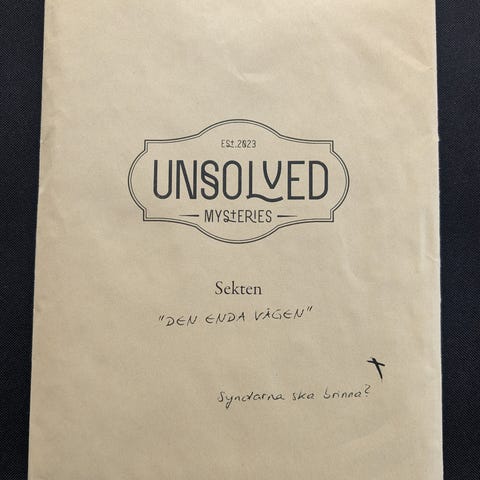 EST.2023
UNSOLVED
MYSTERIES
Sekten
"DEN ENDA VÄGEN"
Syndarna ska brinna?